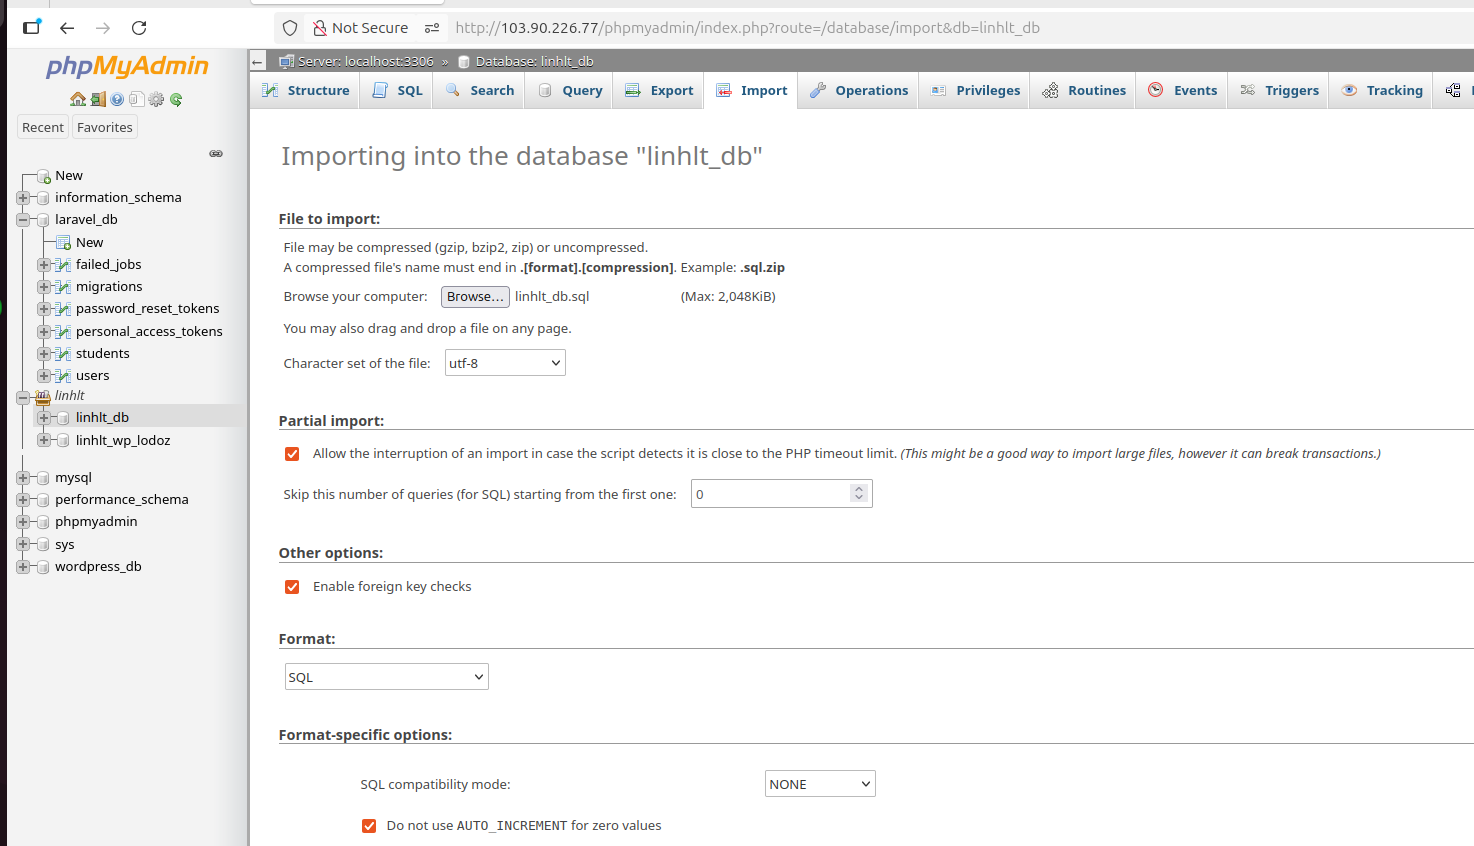 Not Secure
http://103.90.226.77/phpmyadmin/index.php?route=/database/import&db=linhlt_db
phpMyAdmin
Recent
Favorites
New
information_schema
laravel_db
New
failed_jobs
migrations
password_reset_tokens
personal_access_tokens
students
users
linhlt
linhlt_db
linhlt_wp_lodoz
mysql
performance_schema
phpmyadmin
sys
wordpress_db
Server: localhost:3306 » Database: linhlt_db
Structure SQL Search Query Export Import Operations Privileges Routines Events Triggers Tracking
Importing into the database "linhlt_db"
File to import:
File may be compressed (gzip, bzip2, zip) or uncompressed.
A compressed file's name must end in .[format].[compression]. Example: .sql.zip
Browse your computer: Browse... linhlt_db.sql (Max: 2,048KiB)
You may also drag and drop a file on any page.
Character set of the file: utf-8
Partial import:
Allow the interruption of an import in case the script detects it is close to the PHP timeout limit. (This might be a good way to import large files, however it can break transactions.)
Skip this number of queries (for SQL) starting from the first one: 0
Other options:
Enable foreign key checks
Format:
SQL
Format-specific options:
SQL compatibility mode: NONE
Do not use AUTO_INCREMENT for zero values